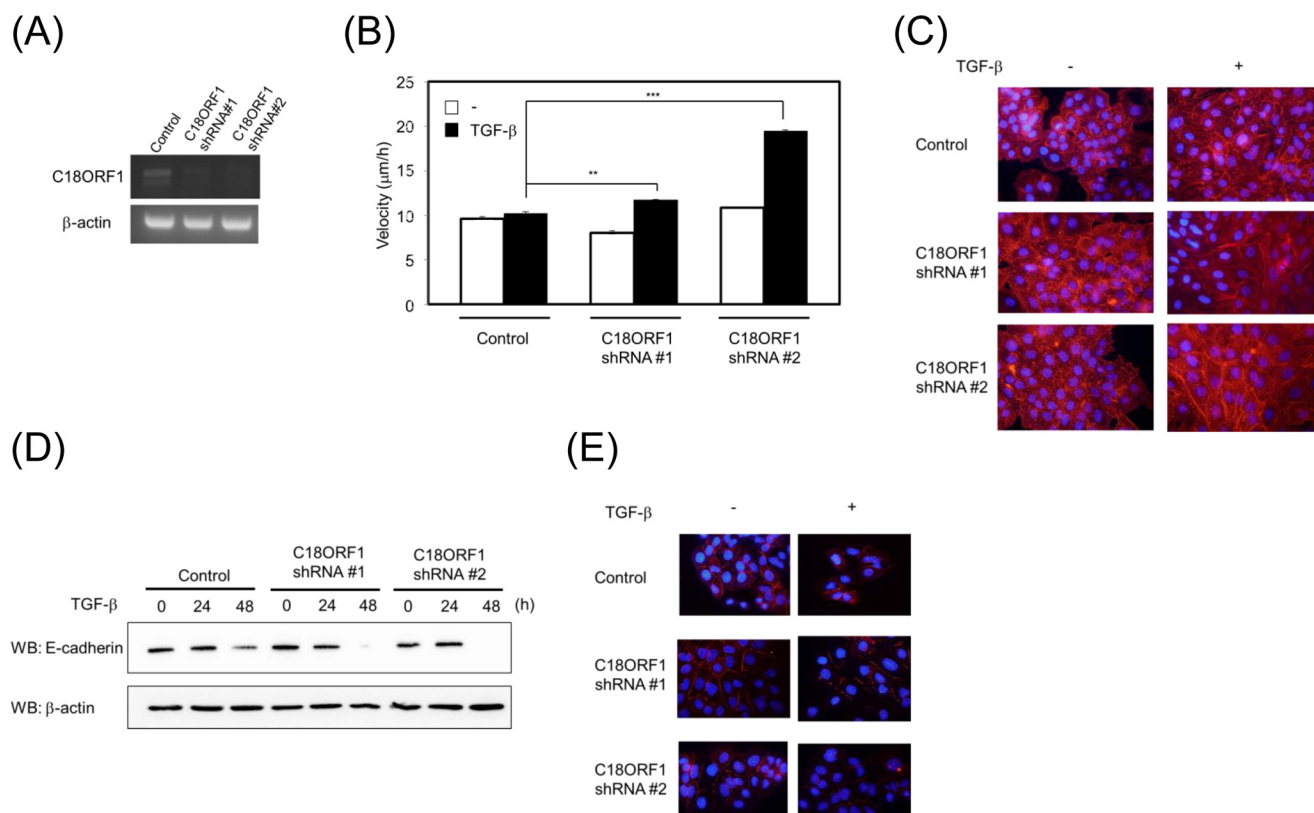 (A)
Control
C18ORF1
shRNA#1
C18ORF1
shRNA#2
C18ORF1
β-actin
(B)
25
20
15
10
5
0
Velocity (μm/h)
-
TGF-β
***
**
Control
C18ORF1
shRNA #1
C18ORF1
shRNA #2
(C)
TGF-β - +
Control
C18ORF1
shRNA #1
C18ORF1
shRNA #2
(D)
Control
C18ORF1
shRNA #1
C18ORF1
shRNA #2
TGF-β 0 24 48 0 24 48 0 24 48 (h)
WB: E-cadherin
WB: β-actin
(E)
TGF-β - +
Control
C18ORF1
shRNA #1
C18ORF1
shRNA #2